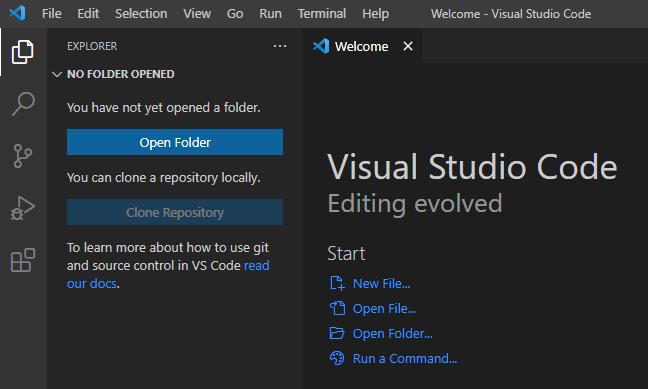 File Edit Selection View Go Run Terminal Help Welcome - Visual Studio Code
EXPLORER ···
NO FOLDER OPENED
You have not yet opened a folder.
Open Folder
You can clone a repository locally.
Clone Repository
To learn more about how to use git
and source control in VS Code read
our docs.
Welcome
Visual Studio Code
Editing evolved
Start
New File...
Open File...
Open Folder...
Run a Command...